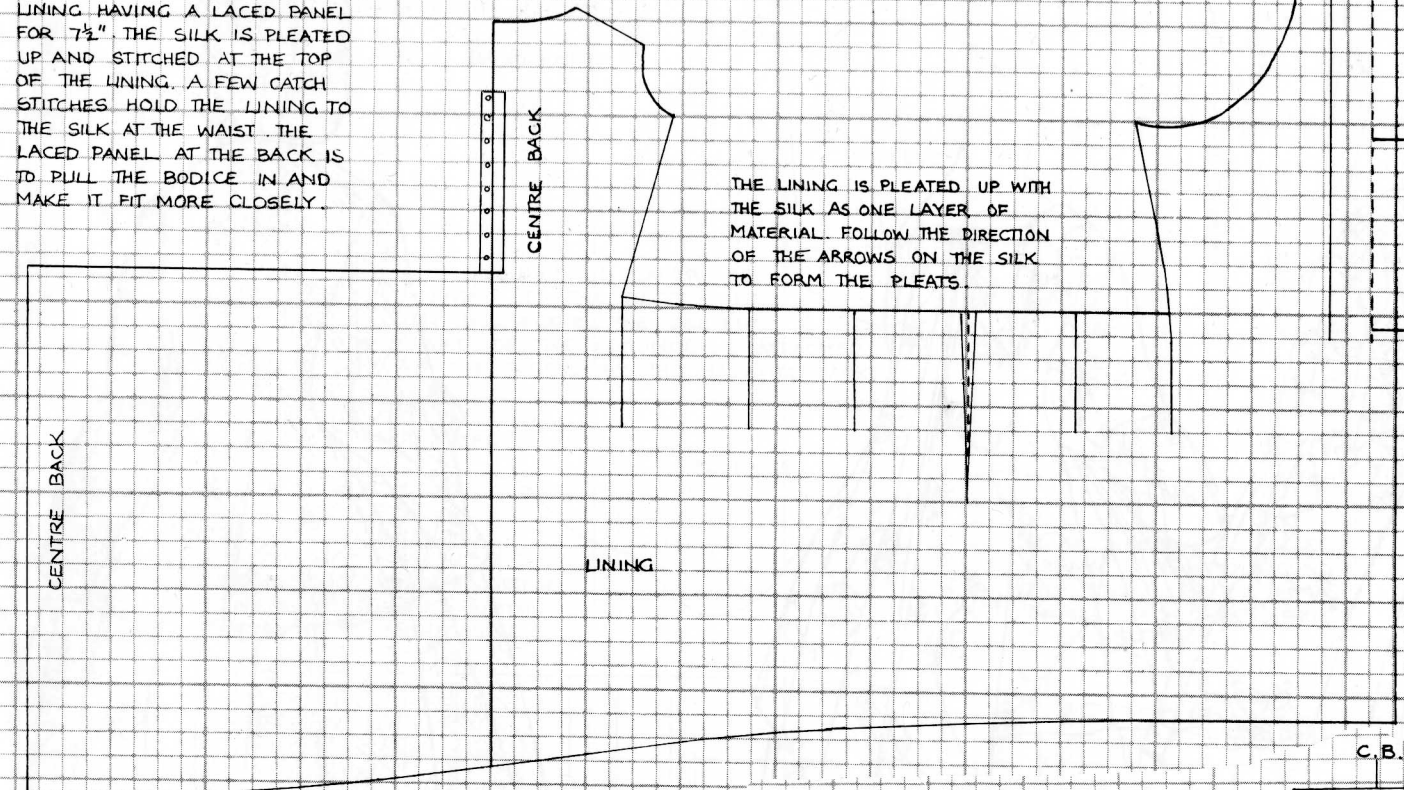 LINING HAVING A LACED PANEL
FOR 7½". THE SILK IS PLEATED
UP AND STITCHED AT THE TOP
OF THE LINING. A FEW CATCH
STITCHES HOLD THE LINING TO
THE SILK AT THE WAIST. THE
LACED PANEL AT THE BACK IS
TO PULL THE BODICE IN AND
MAKE IT FIT MORE CLOSELY.
CENTRE BACK
THE LINING IS PLEATED UP WITH
THE SILK AS ONE LAYER OF
MATERIAL. FOLLOW THE DIRECTION
OF THE ARROWS ON THE SILK
TO FORM THE PLEATS.
CENTRE BACK
LINING
C.B.